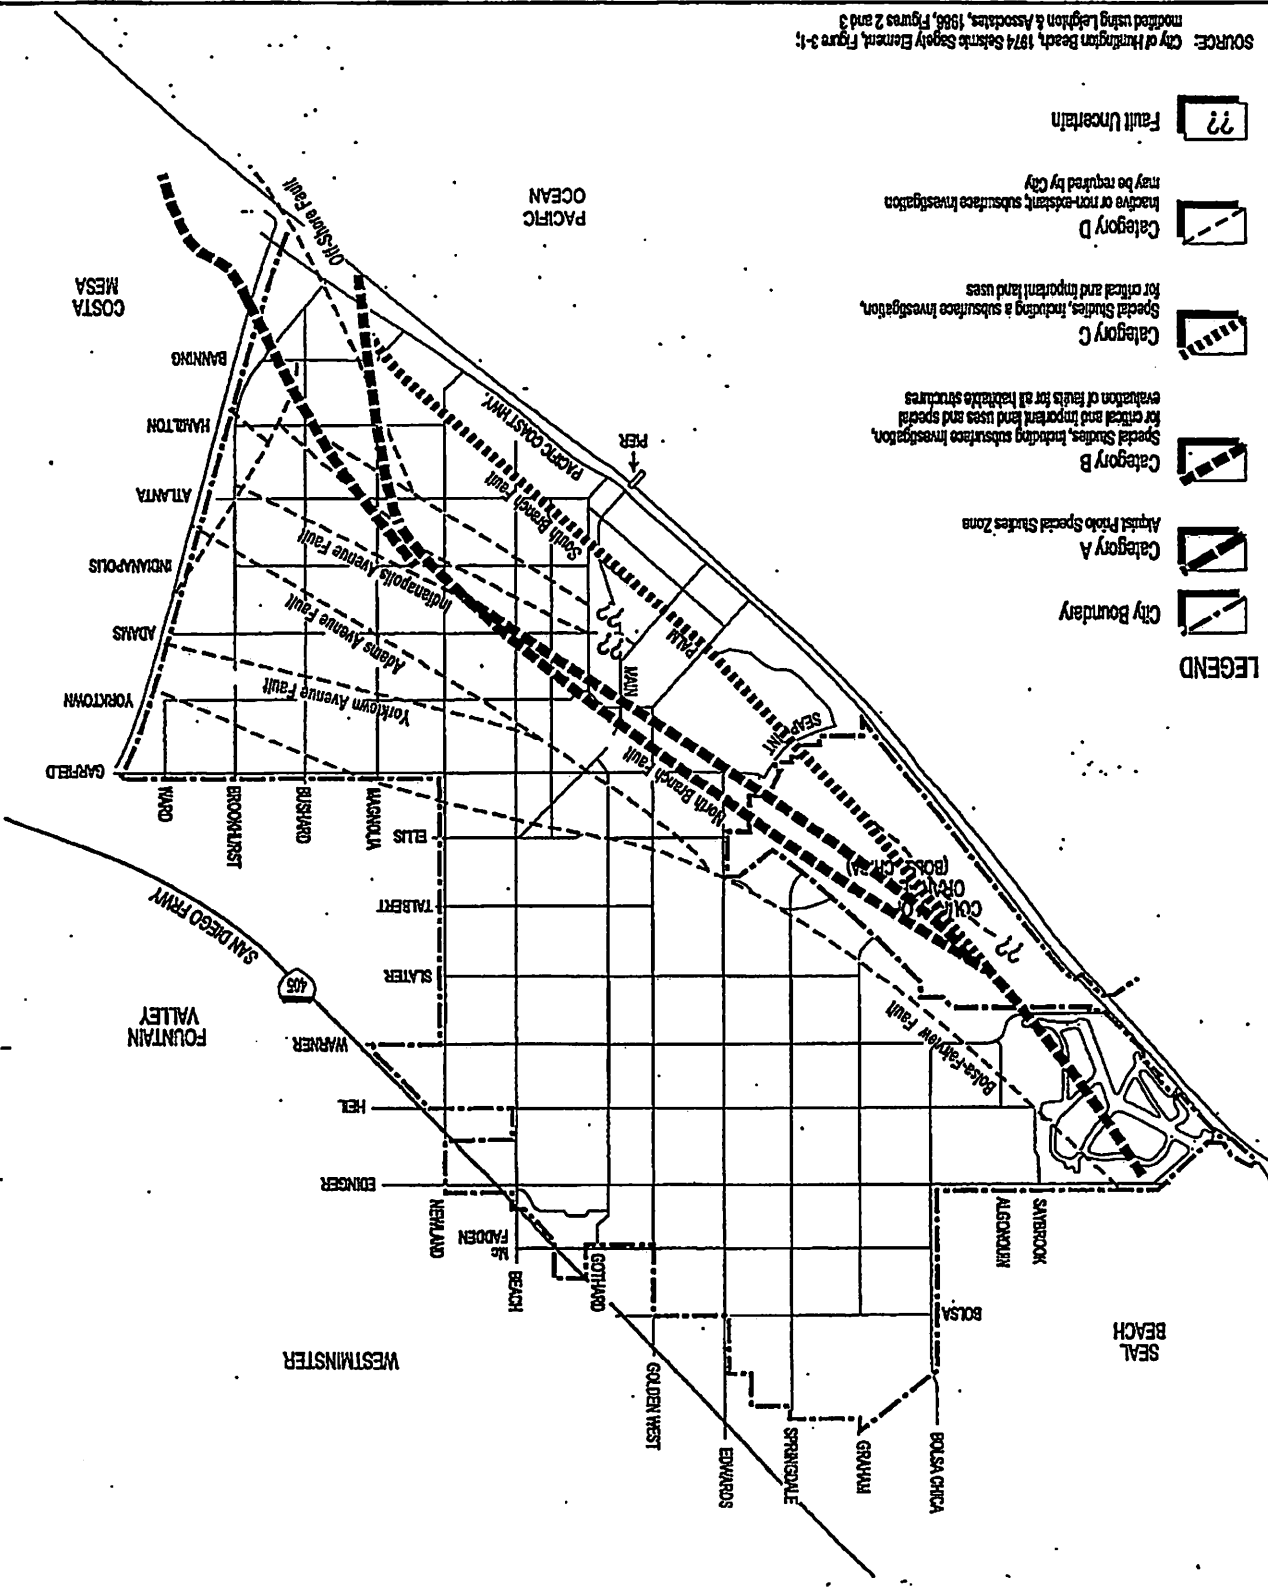 SEAL
BEACH
WESTMINSTER
BOLSA CHICA
GRAHAM
SPRINGDALE
EDWARDS
GOLDEN WEST
BOLSA
GOTHARD
BEACH
Mc
FADDEN
NEWLAND
SAYBROOK
ALGONQUIN
EDINGER
HEIL
WARNER
SLATER
TALBERT
ELLIS
405
SAN DIEGO FRWY
FOUNTAIN
VALLEY
Bolsa-Fairview Fault
??
COUNTY OF
ORANGE
(BOLSA CHICA)
MAGNOLIA
BUSHARD
BROOKHURST
WARD
GARFIELD
YORKTOWN
ADAMS
INDIANAPOLIS
ATLANTA
HAMILTON
BANNING
North Branch Fault
SEAPOINT
PALM
MAIN
??
??
Yorktown Avenue Fault
Adams Avenue Fault
Indianapolis Avenue Fault
South Branch Fault
PACIFIC COAST HWY.
PIER
COSTA
MESA
Off-Shore Fault
PACIFIC
OCEAN
LEGEND
City Boundary
Category A
Alquist Priolo Special Studies Zone
Category B
Special Studies, including subsurface investigation,
for critical and important land uses and special
evaluation of faults for all habitable structures
Category C
Special Studies, including a subsurface investigation,
for critical and important land uses
Category D
Inactive or non-existant; subsurface investigation
may be required by City
??
Fault Uncertain
SOURCE: City of Huntington Beach, 1974 Seismic Sagety Element, Figure 3-1;
modified using Leighton & Associates, 1986, Figures 2 and 3